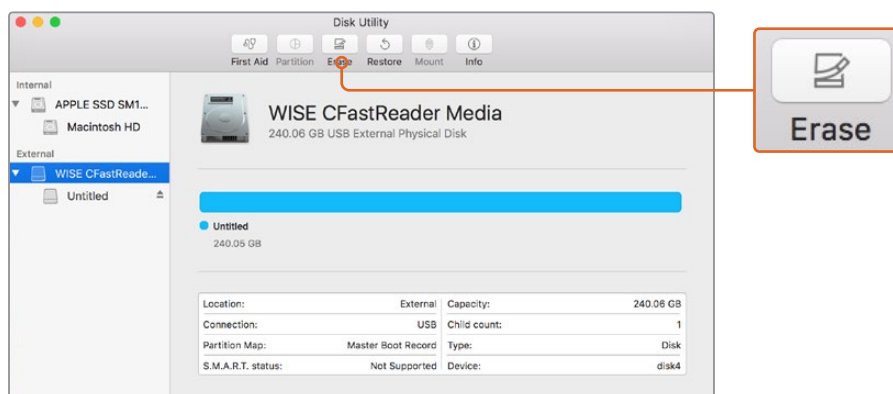 Disk Utility
First Aid Partition Erase Restore Mount Info
Erase
Internal
APPLE SSD SM1...
Macintosh HD
External
WISE CFastReade...
Untitled
WISE CFastReader Media
240.06 GB USB External Physical Disk
Untitled
240.05 GB
Location: External Capacity: 240.06 GB
Connection: USB Child count: 1
Partition Map: Master Boot Record Type: Disk
S.M.A.R.T. status: Not Supported Device: disk4